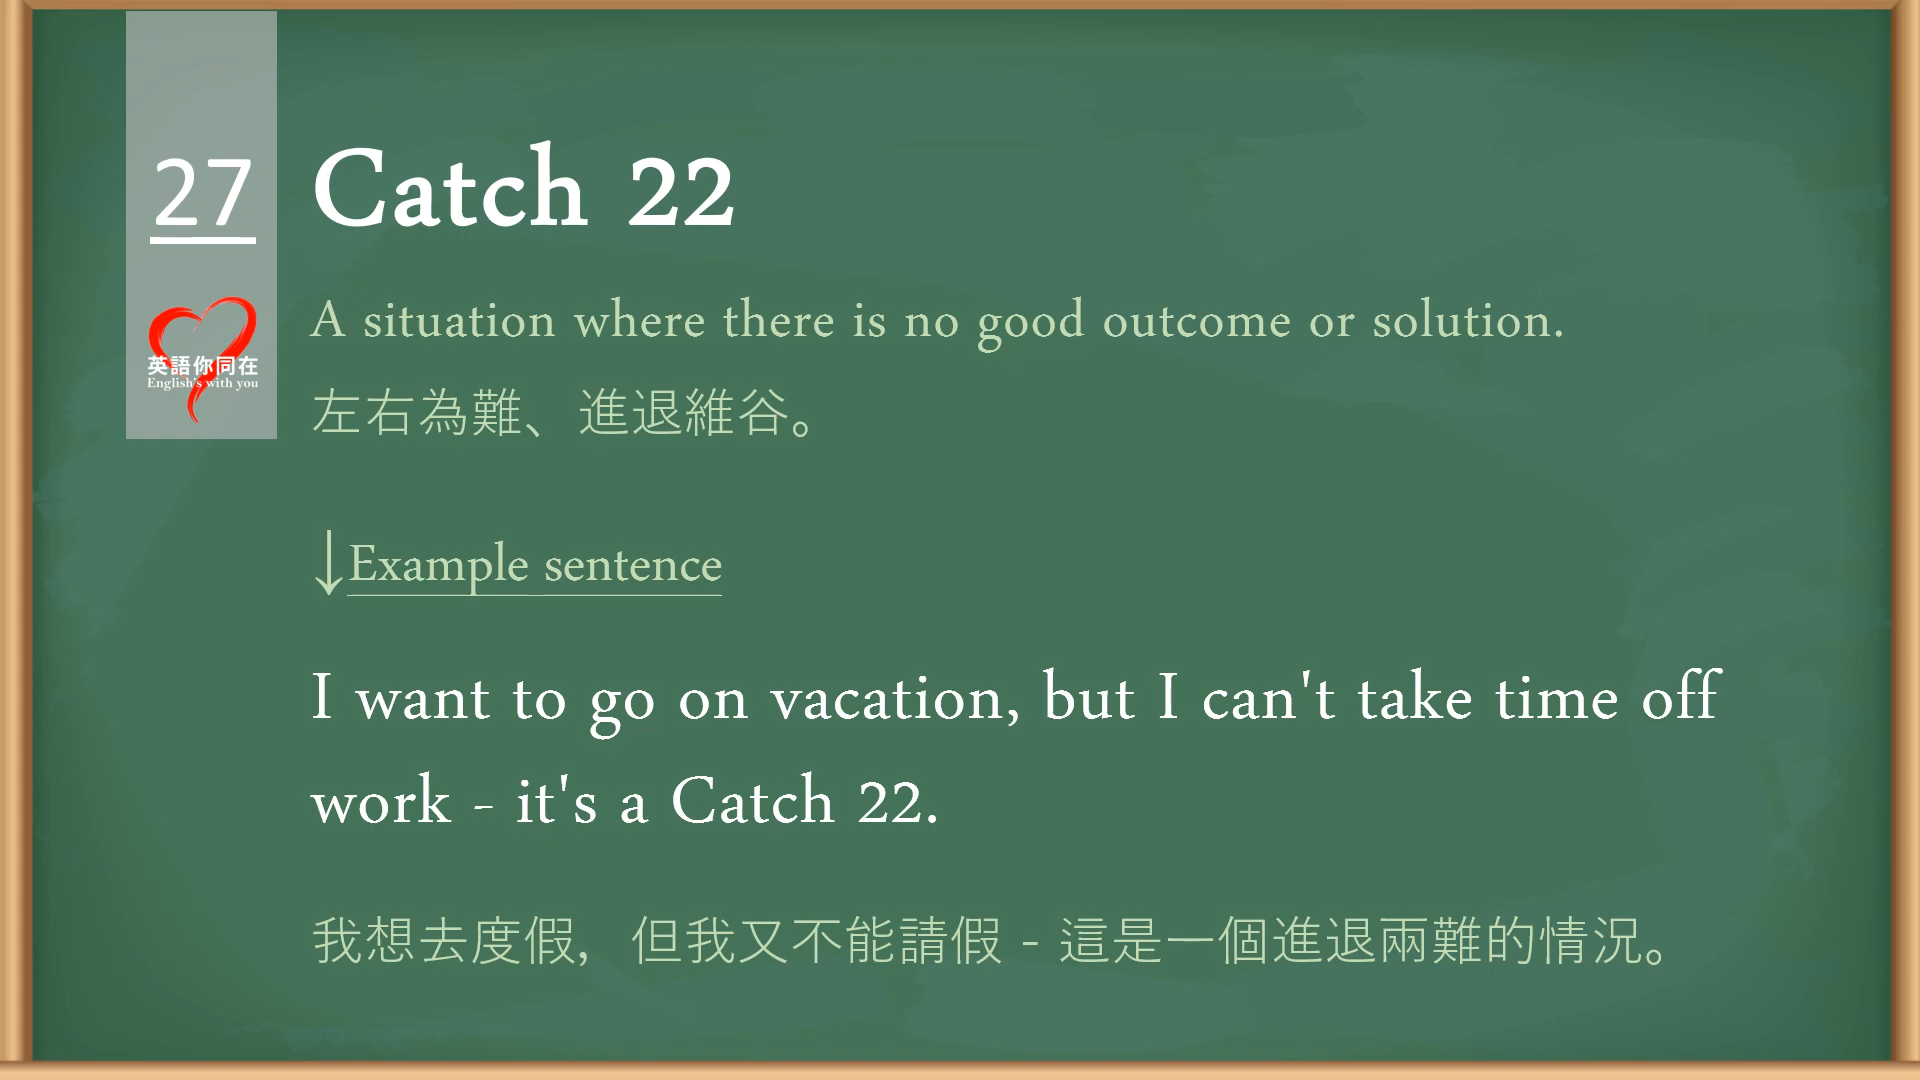 27
Catch 22
英語你同在
English's with you
A situation where there is no good outcome or solution.
左右為難、進退維谷。
↓Example sentence
I want to go on vacation, but I can't take time off
work - it's a Catch 22.
我想去度假，但我又不能請假 - 這是一個進退兩難的情況。